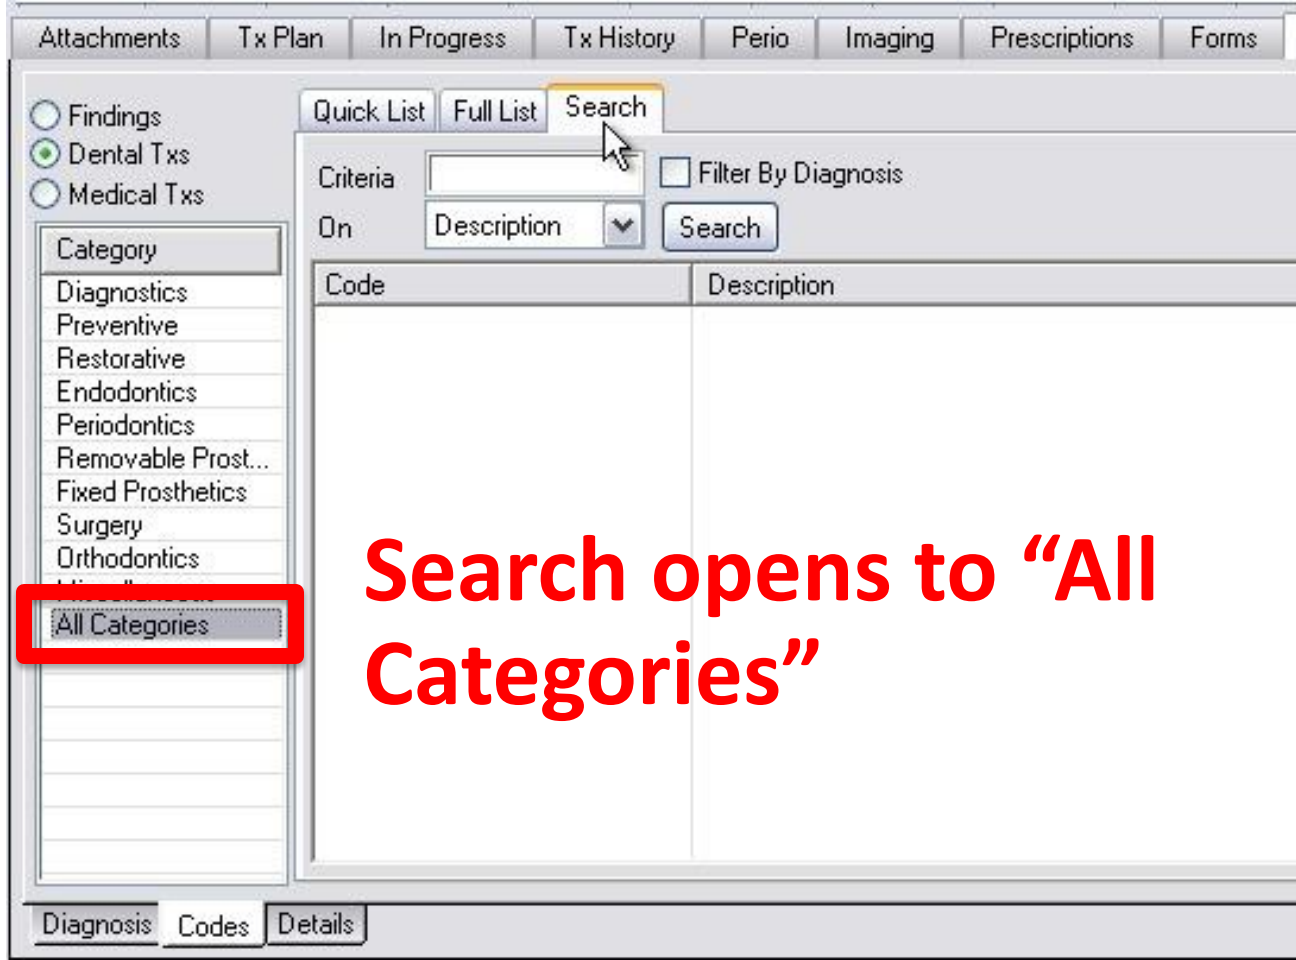 Attachments Tx Plan In Progress Tx History Perio Imaging Prescriptions Forms
Findings
Dental Txs
Medical Txs
Quick List Full List Search
Criteria Filter By Diagnosis
On Description Search
Category
Diagnostics
Preventive
Restorative
Endodontics
Periodontics
Removable Prost...
Fixed Prosthetics
Surgery
Orthodontics
All Categories
Code Description
Search opens to “All
Categories”
Diagnosis Codes Details